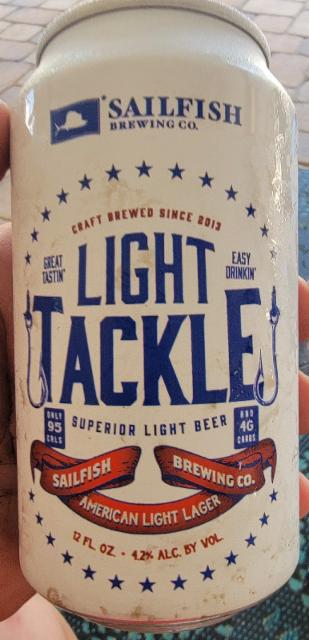 SAILFISH
BREWING CO.
CRAFT BREWED SINCE 2013
GREAT
TASTIN'
LIGHT
EASY
DRINKIN'
TACKLE
ONLY
95
CALS
SUPERIOR LIGHT BEER
AND
4G
CARBS
SAILFISH
BREWING CO.
AMERICAN LIGHT LAGER
12 FL. OZ. • 4.2% ALC. BY VOL.